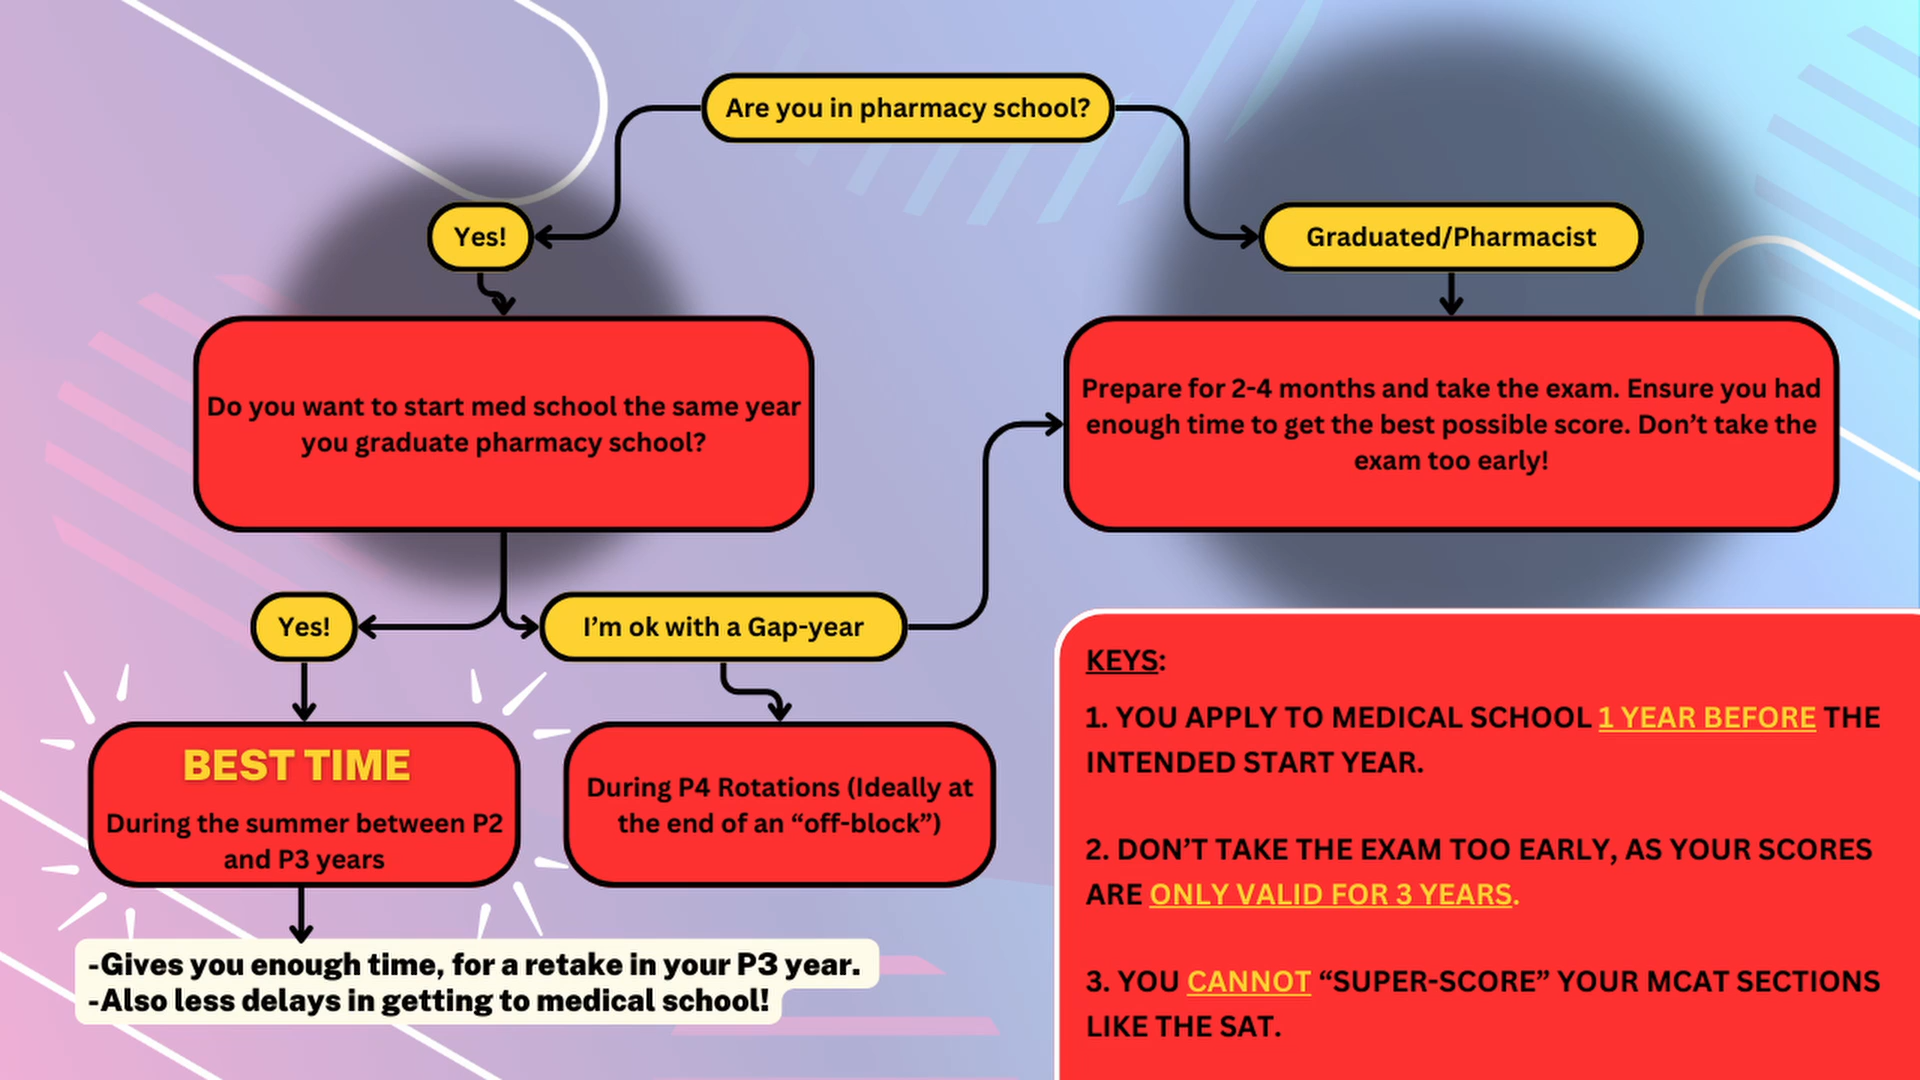 Are you in pharmacy school?
Yes!
Graduated/Pharmacist
Do you want to start med school the same year
you graduate pharmacy school?
Prepare for 2-4 months and take the exam. Ensure you had
enough time to get the best possible score. Don’t take the
exam too early!
Yes!
I’m ok with a Gap-year
BEST TIME
During the summer between P2
and P3 years
During P4 Rotations (Ideally at
the end of an “off-block”)
-Gives you enough time, for a retake in your P3 year.
-Also less delays in getting to medical school!
KEYS:
1. YOU APPLY TO MEDICAL SCHOOL 1 YEAR BEFORE THE
INTENDED START YEAR.
2. DON’T TAKE THE EXAM TOO EARLY, AS YOUR SCORES
ARE ONLY VALID FOR 3 YEARS.
3. YOU CANNOT “SUPER-SCORE” YOUR MCAT SECTIONS
LIKE THE SAT.